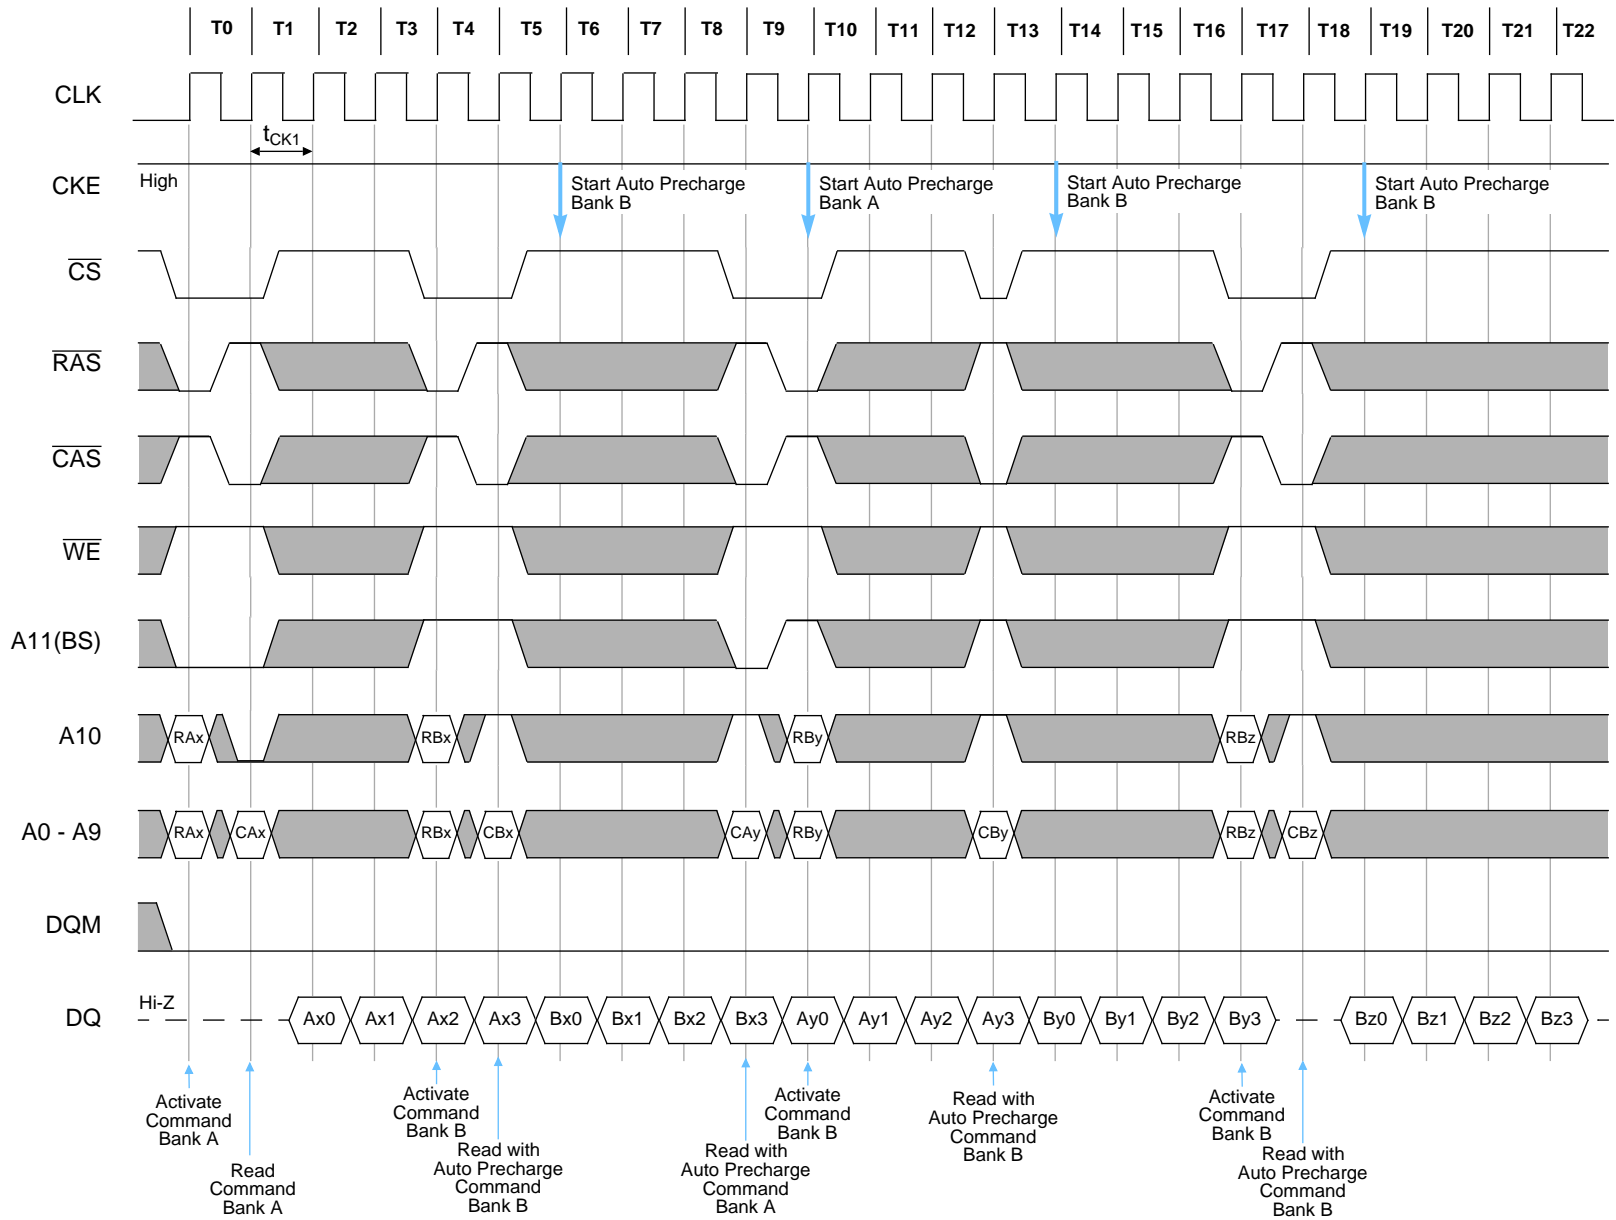 T0 T1 T2 T3 T4 T5 T6 T7 T8 T9 T10 T11 T12 T13 T14 T15 T16 T17 T18 T19 T20 T21 T22
CLK
tCK1
CKE
High
Start Auto Precharge
Bank B
Start Auto Precharge
Bank A
Start Auto Precharge
Bank B
Start Auto Precharge
Bank B
CS
RAS
CAS
WE
A11(BS)
A10
RAx RBx RBy RBz
A0 - A9
RAx CAx RBx CBx CAy RBy CBy RBz CBz
DQM
DQ
Hi-Z
Ax0 Ax1 Ax2 Ax3 Bx0 Bx1 Bx2 Bx3 Ay0 Ay1 Ay2 Ay3 By0 By1 By2 By3 Bz0 Bz1 Bz2 Bz3
Activate
Command
Bank A
Read
Command
Bank A
Activate
Command
Bank B
Read with
Auto Precharge
Command
Bank B
Read with
Auto Precharge
Command
Bank A
Activate
Command
Bank B
Read with
Auto Precharge
Command
Bank B
Activate
Command
Bank B
Read with
Auto Precharge
Command
Bank B